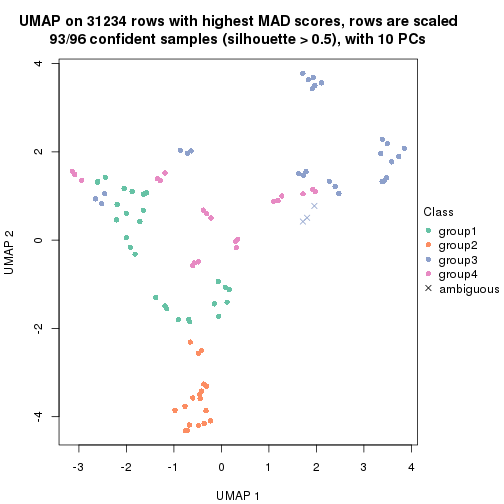 UMAP on 31234 rows with highest MAD scores, rows are scaled
93/96 confident samples (silhouette > 0.5), with 10 PCs
4
2
0
-2
-4
UMAP 2
-3
-2
-1
0
1
2
3
4
UMAP 1
Class
group1
group2
group3
group4
ambiguous